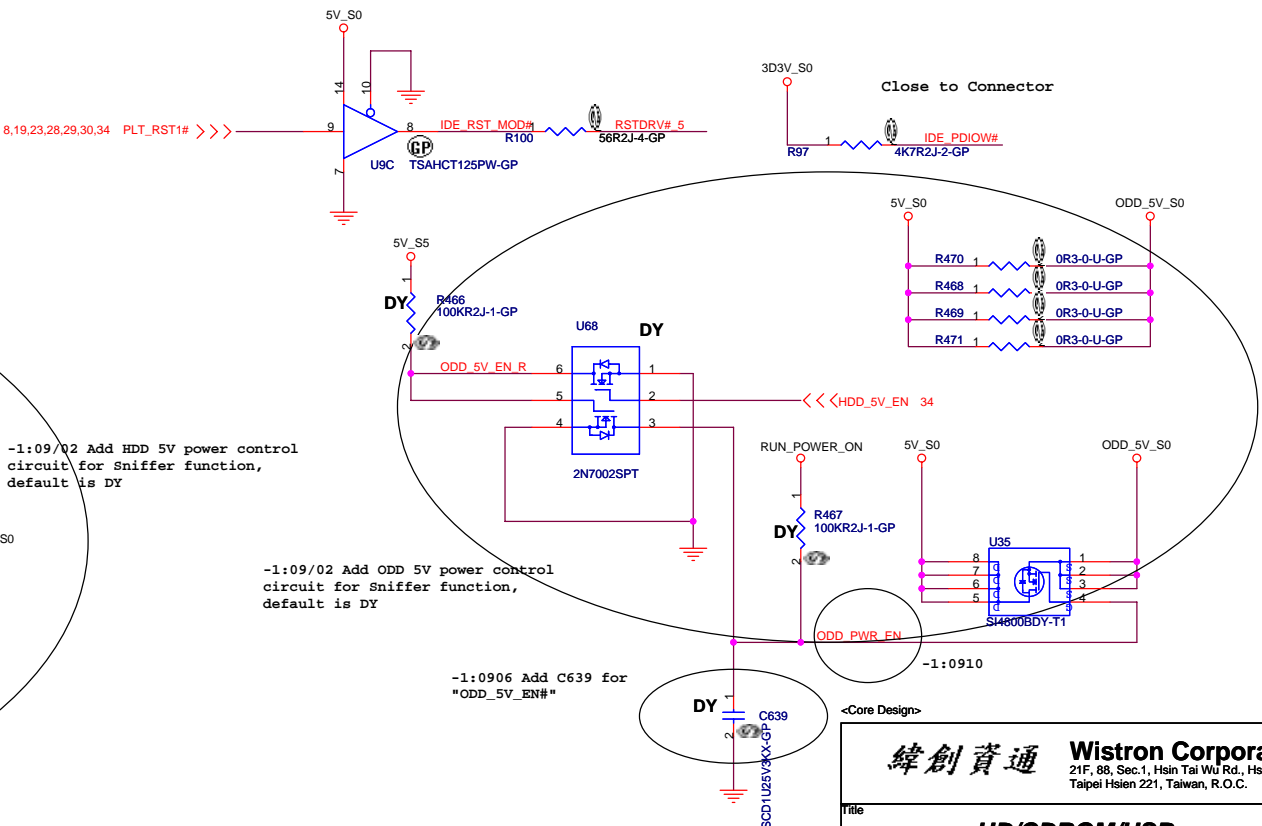 5V_S0
14
10
8,19,23,28,29,30,34 PLT_RST1#
9
8
IDE_RST_MOD#
1
R100
RSTDRV#_5
56R2J-4-GP
GP
U9C
TSAHCT125PW-GP
7
3D3V_S0
Close to Connector
1
R97
IDE_PDIOW#
4K7R2J-2-GP
5V_S0
ODD_5V_S0
R470 1 0R3-0-U-GP
R468 1 0R3-0-U-GP
R469 1 0R3-0-U-GP
R471 1 0R3-0-U-GP
5V_S5
1
DY
R466
100KR2J-1-GP
2
U68
DY
ODD_5V_EN_R
6
1
5
2
4
3
HDD_5V_EN 34
2N7002SPT
-1:09/02 Add HDD 5V power control
circuit for Sniffer function,
default is DY
S0
-1:09/02 Add ODD 5V power control
circuit for Sniffer function,
default is DY
RUN_POWER_ON
1
DY
R467
100KR2J-1-GP
2
5V_S0
ODD_5V_S0
U35
8 D S 1
7 D S 2
6 D S 3
5 D G 4
SI4800BDY-T1
ODD_PWR_EN
-1:0910
-1:0906 Add C639 for
"ODD_5V_EN#"
DY
1
C639
2
SCD1U25V3KX-GP
<Core Design>
緯創資通
Wistron Corpora
21F, 88, Sec.1, Hsin Tai Wu Rd., Hs
Taipei Hsien 221, Taiwan, R.O.C.
Title
HD/CDROM/USB